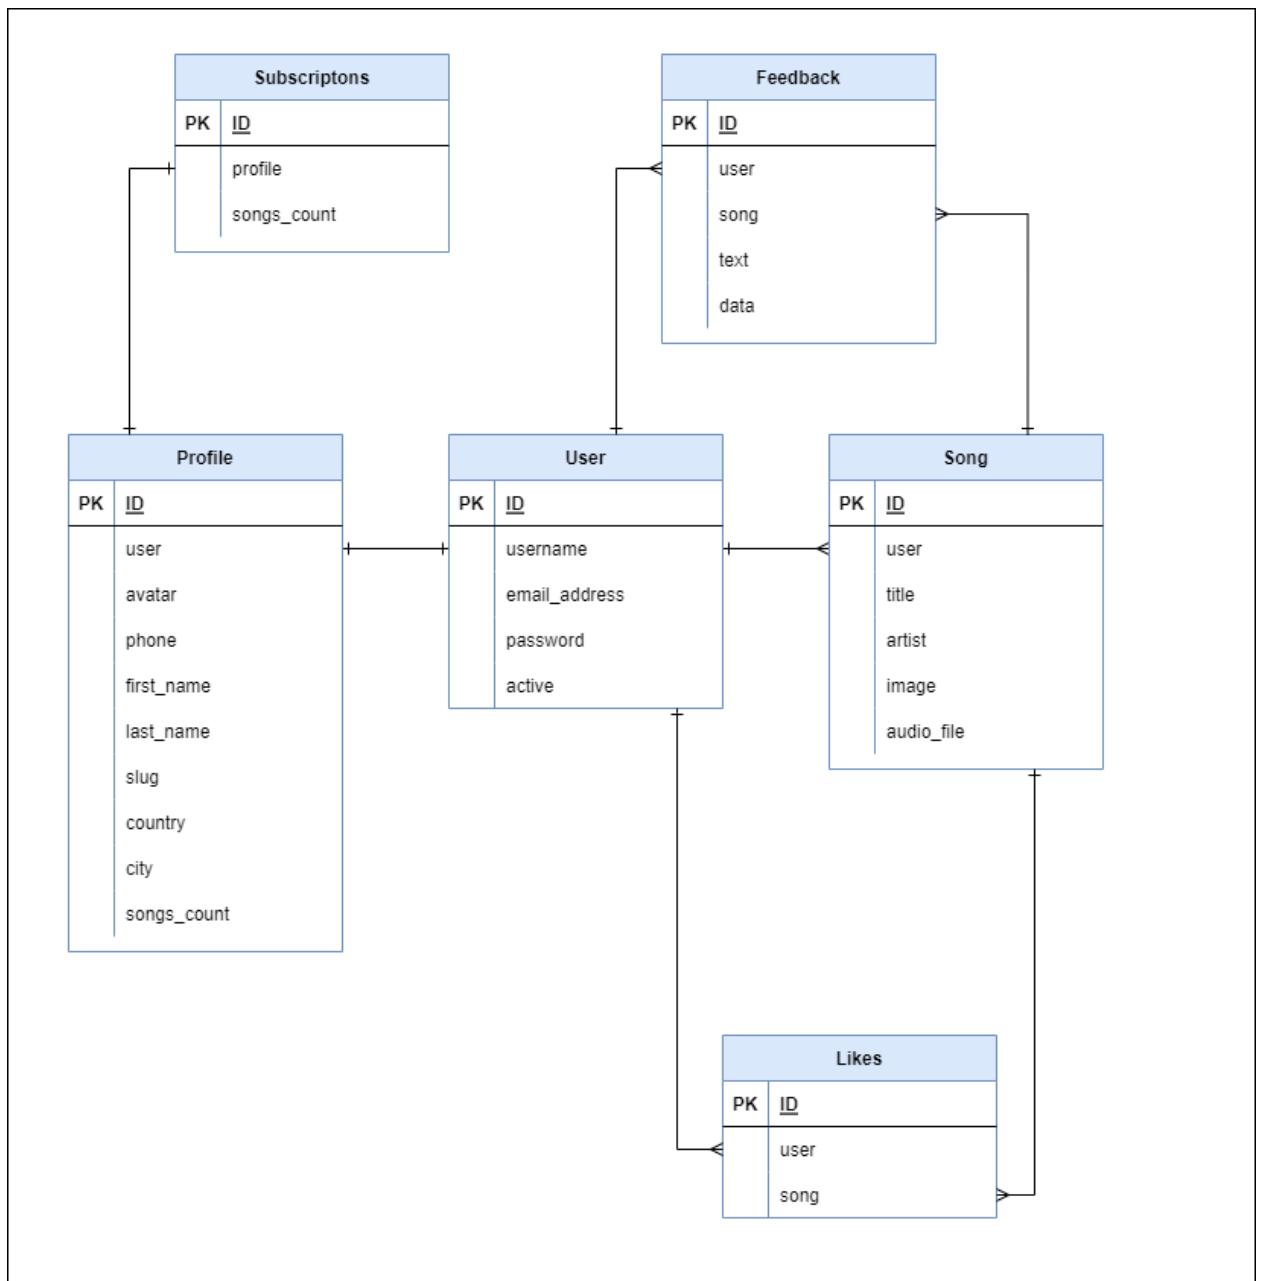 Subscriptons
PK ID
profile
songs_count
Feedback
PK ID
user
song
text
data
Profile
PK ID
user
avatar
phone
first_name
last_name
slug
country
city
songs_count
User
PK ID
username
email_address
password
active
Song
PK ID
user
title
artist
image
audio_file
Likes
PK ID
user
song